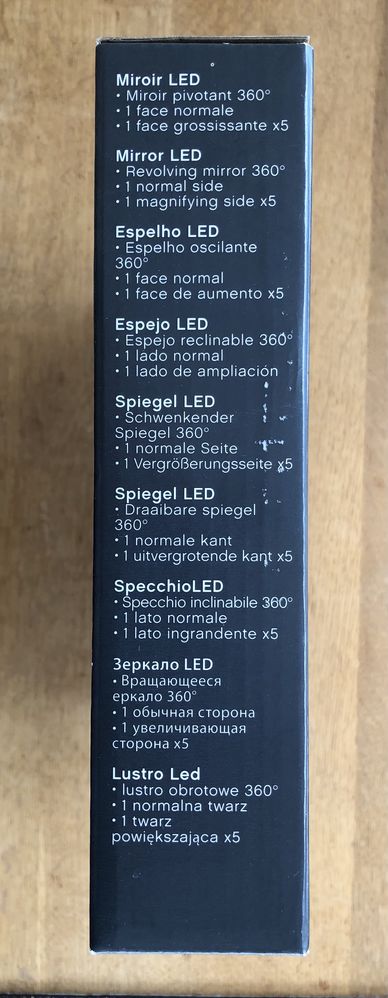 Miroir LED
• Miroir pivotant 360°
• 1 face normale
• 1 face grossissante x5
Mirror LED
• Revolving mirror 360°
• 1 normal side
• 1 magnifying side x5
Espelho LED
• Espelho oscilante
360°
• 1 face normal
• 1 face de aumento x5
Espejo LED
• Espejo reclinable 360°
• 1 lado normal
• 1 lado de ampliación
Spiegel LED
• Schwenkender
Spiegel 360°
• 1 normale Seite
• 1 Vergrößerungsseite x5
Spiegel LED
• Draaibare spiegel
360°
• 1 normale kant
• 1 uitvergrotende kant x5
SpecchioLED
• Specchio inclinabile 360°
• 1 lato normale
• 1 lato ingrandente x5
Зеркало LED
• Вращающееся
еркало 360°
• 1 обычная сторона
• 1 увеличивающая
сторона x5
Lustro Led
• lustro obrotowe 360°
• 1 normalna twarz
• 1 twarz
powiększająca x5